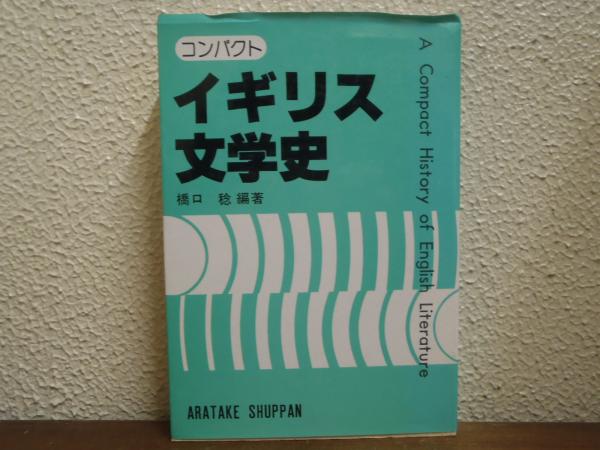 コンパクト
イギリス
文学史
橋口 稔 編著
A Compact History of English Literature
ARATAKE SHUPPAN